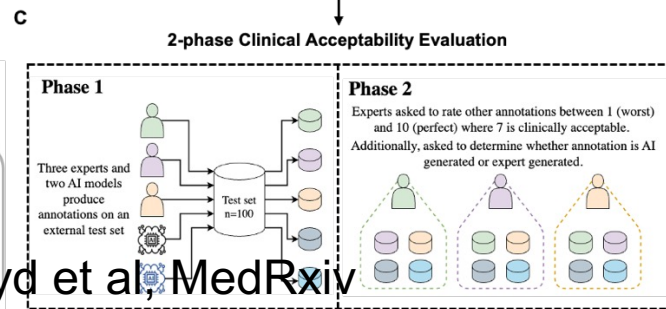 c
2-phase Clinical Acceptability Evaluation
Phase 1
Three experts and
two AI models
produce
annotations on an
external test set
Test set
n=100
Phase 2
Experts asked to rate other annotations between 1 (worst)
and 10 (perfect) where 7 is clinically acceptable.
Additionally, asked to determine whether annotation is AI
generated or expert generated.
AI
AI
yd et al, MedRxiv